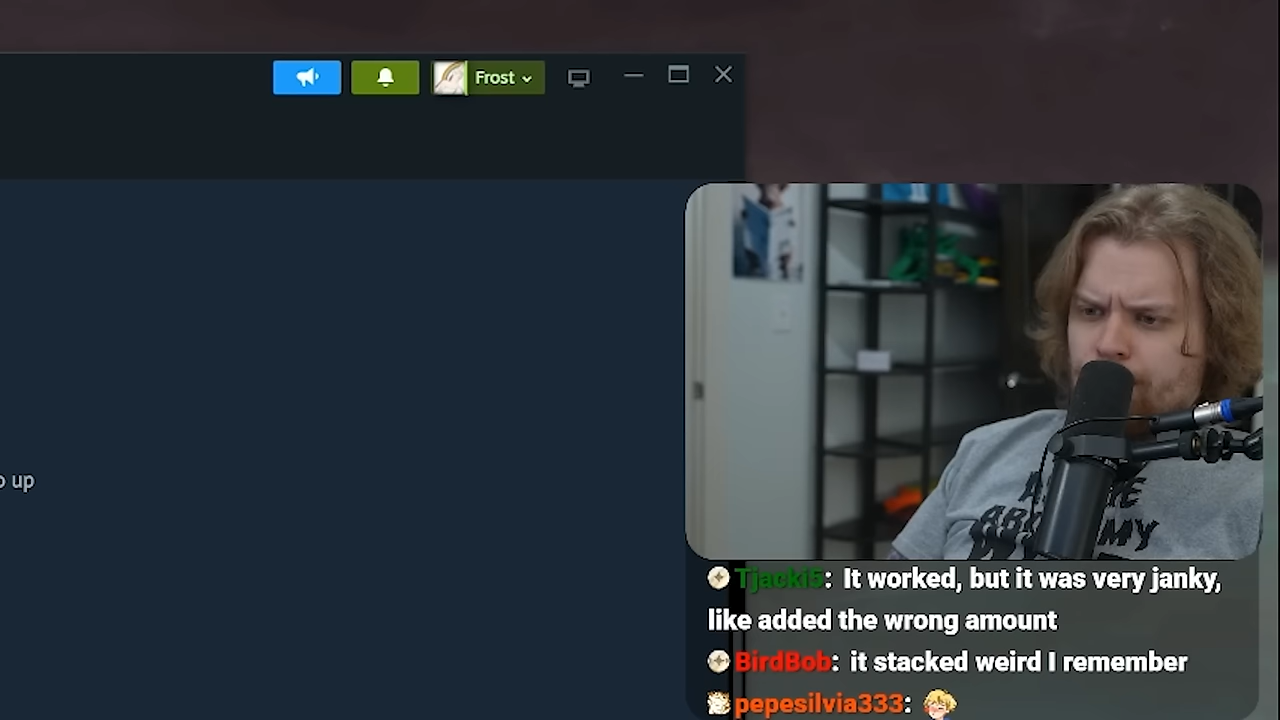 Frost
o up
Tjacki5: It worked, but it was very janky,
like added the wrong amount
BirdBob: it stacked weird I remember
pepesilvia333: